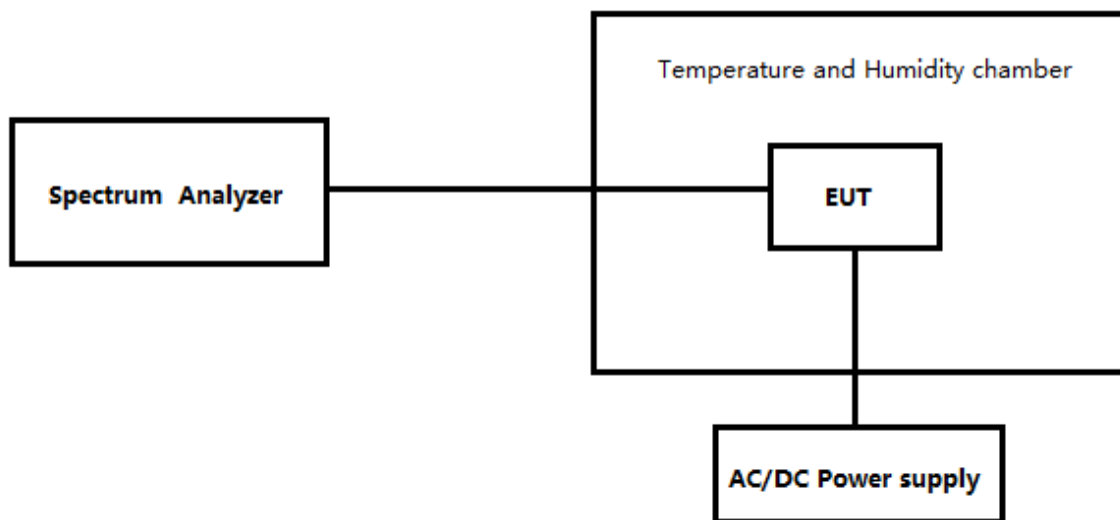 Temperature and Humidity chamber
Spectrum Analyzer
EUT
AC/DC Power supply